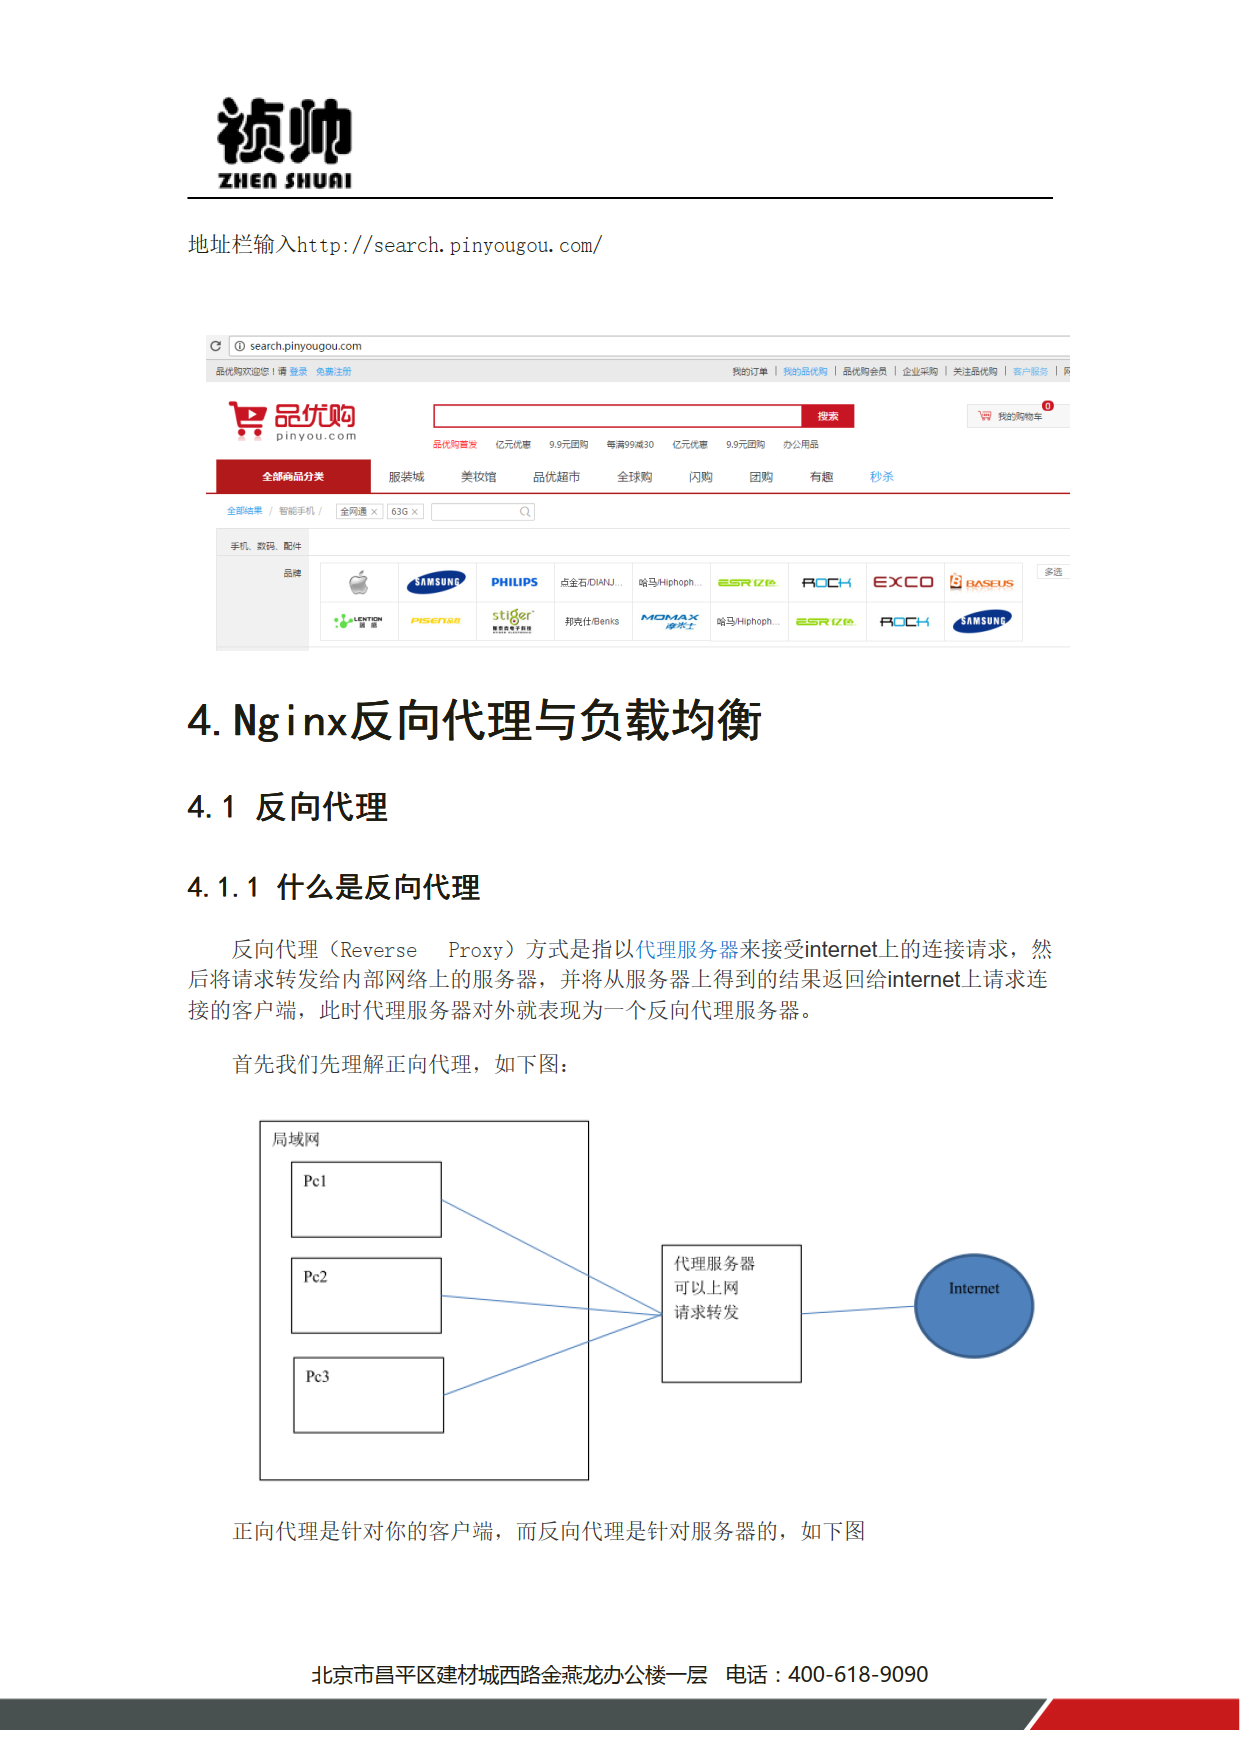 祯帅
ZHEN SHUAI
地址栏输入http://search.pinyougou.com/
search.pinyougou.com
品优购欢迎您！请 登录 免费注册
我的订单 | 我的品优购 | 品优购会员 | 企业采购 | 关注品优购 | 客户服务 |
品优购
pinyou.com
搜索
我的购物车
0
品优购首发 亿元优惠 9.9元团购 每满99减30 亿元优惠 9.9元团购 办公用品
全部商品分类 服装城 美妆馆 品优超市 全球购 闪购 团购 有趣 秒杀
全部结果 / 智能手机 / 全网通 × 63G ×
手机、数码、配件
品牌
SAMSUNG PHILIPS 点金石/DIANJ... 哈马/Hiphoph... ESR亿色 ROCK EXCO BASEUS
多选
LENTION PISEN品胜 stiger 邦克仕/Benks MOMAX 摩米士 哈马/Hiphoph... ESR亿色 ROCK SAMSUNG
4.Nginx反向代理与负载均衡
4.1 反向代理
4.1.1 什么是反向代理
反向代理（Reverse Proxy）方式是指以代理服务器来接受internet上的连接请求，然
后将请求转发给内部网络上的服务器，并将从服务器上得到的结果返回给internet上请求连
接的客户端，此时代理服务器对外就表现为一个反向代理服务器。
首先我们先理解正向代理，如下图：
局域网
Pc1
Pc2
Pc3
代理服务器
可以上网
请求转发
Internet
正向代理是针对你的客户端，而反向代理是针对服务器的，如下图
北京市昌平区建材城西路金燕龙办公楼一层 电话：400-618-9090